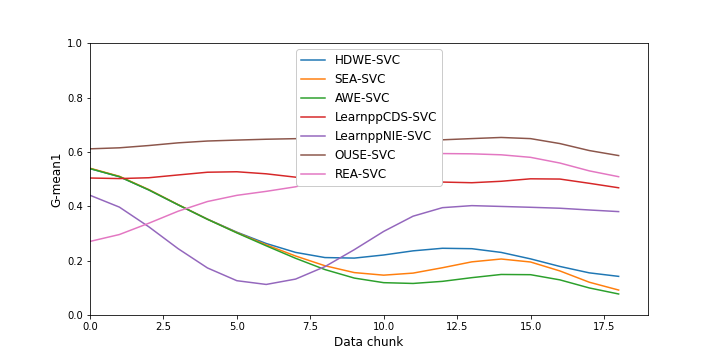 1.0
0.8
0.6
0.4
0.2
0.0
G-mean1
HDWE-SVC
SEA-SVC
AWE-SVC
LearnppCDS-SVC
LearnppNIE-SVC
OUSE-SVC
REA-SVC
0.0 2.5 5.0 7.5 10.0 12.5 15.0 17.5
Data chunk